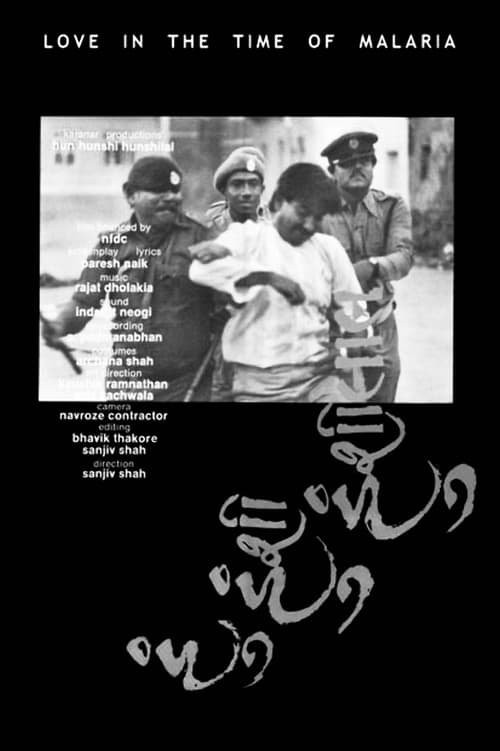 LOVE IN THE TIME OF MALARIA
productions
hun hunshi hunshilal
film financed by
nfdc
screenplay lyrics
paresh naik
music
rajat dholakia
sound
indrajit neogi
costumes
archana shah
art direction
ramnathan
camera
navroze contractor
editing
bhavik thakore
sanjiv shah
direction
sanjiv shah
હું
હુંશી
હુંશીલાલ